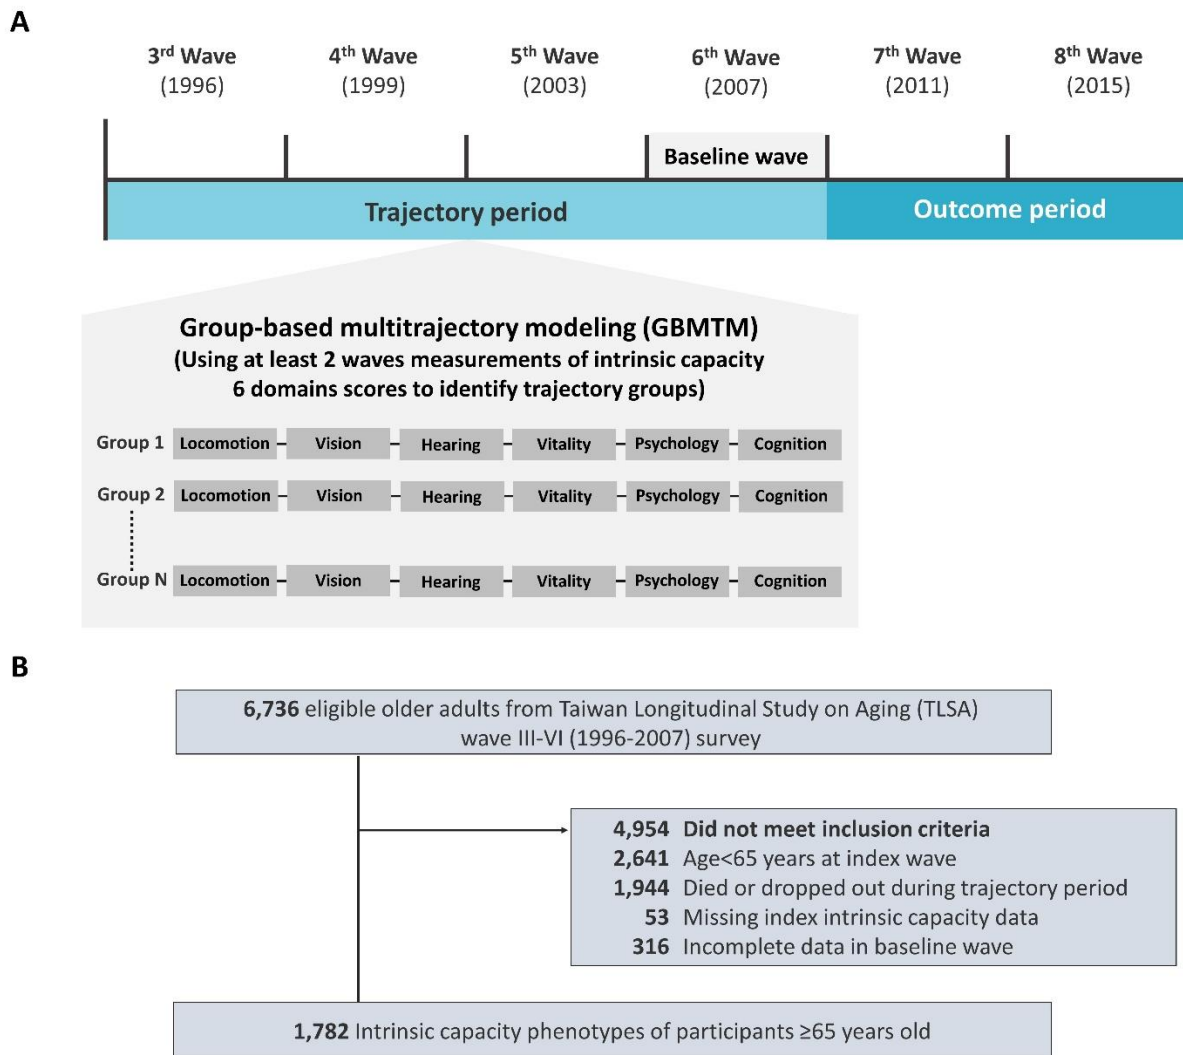 A
3rd Wave 4th Wave 5th Wave 6th Wave 7th Wave 8th Wave
(1996) (1999) (2003) (2007) (2011) (2015)
Baseline wave
Trajectory period Outcome period
Group-based multitrajectory modeling (GBMTM)
(Using at least 2 waves measurements of intrinsic capacity
6 domains scores to identify trajectory groups)
Group 1 Locomotion Vision Hearing Vitality Psychology Cognition
Group 2 Locomotion Vision Hearing Vitality Psychology Cognition
Group N Locomotion Vision Hearing Vitality Psychology Cognition
B
6,736 eligible older adults from Taiwan Longitudinal Study on Aging (TLSA)
wave III-VI (1996-2007) survey
4,954 Did not meet inclusion criteria
2,641 Age<65 years at index wave
1,944 Died or dropped out during trajectory period
53 Missing index intrinsic capacity data
316 Incomplete data in baseline wave
1,782 Intrinsic capacity phenotypes of participants ≥65 years old